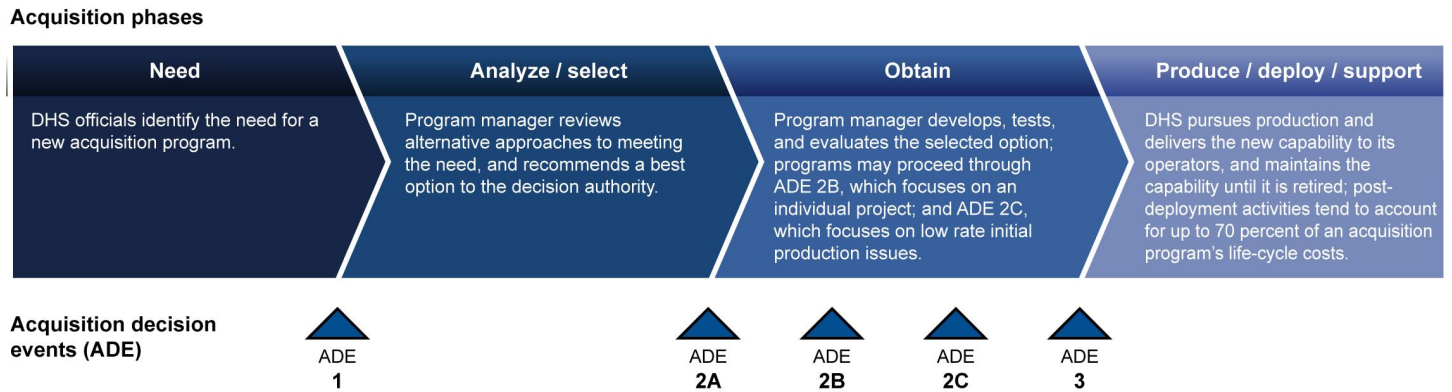 Acquisition phases
Need
DHS officials identify the need for a
new acquisition program.
Analyze / select
Program manager reviews
alternative approaches to meeting
the need, and recommends a best
option to the decision authority.
Obtain
Program manager develops, tests,
and evaluates the selected option;
programs may proceed through
ADE 2B, which focuses on an
individual project; and ADE 2C,
which focuses on low rate initial
production issues.
Produce / deploy / support
DHS pursues production and
delivers the new capability to its
operators, and maintains the
capability until it is retired; post-
deployment activities tend to account
for up to 70 percent of an acquisition
program’s life-cycle costs.
Acquisition decision
events (ADE)
ADE
1
ADE
2A
ADE
2B
ADE
2C
ADE
3